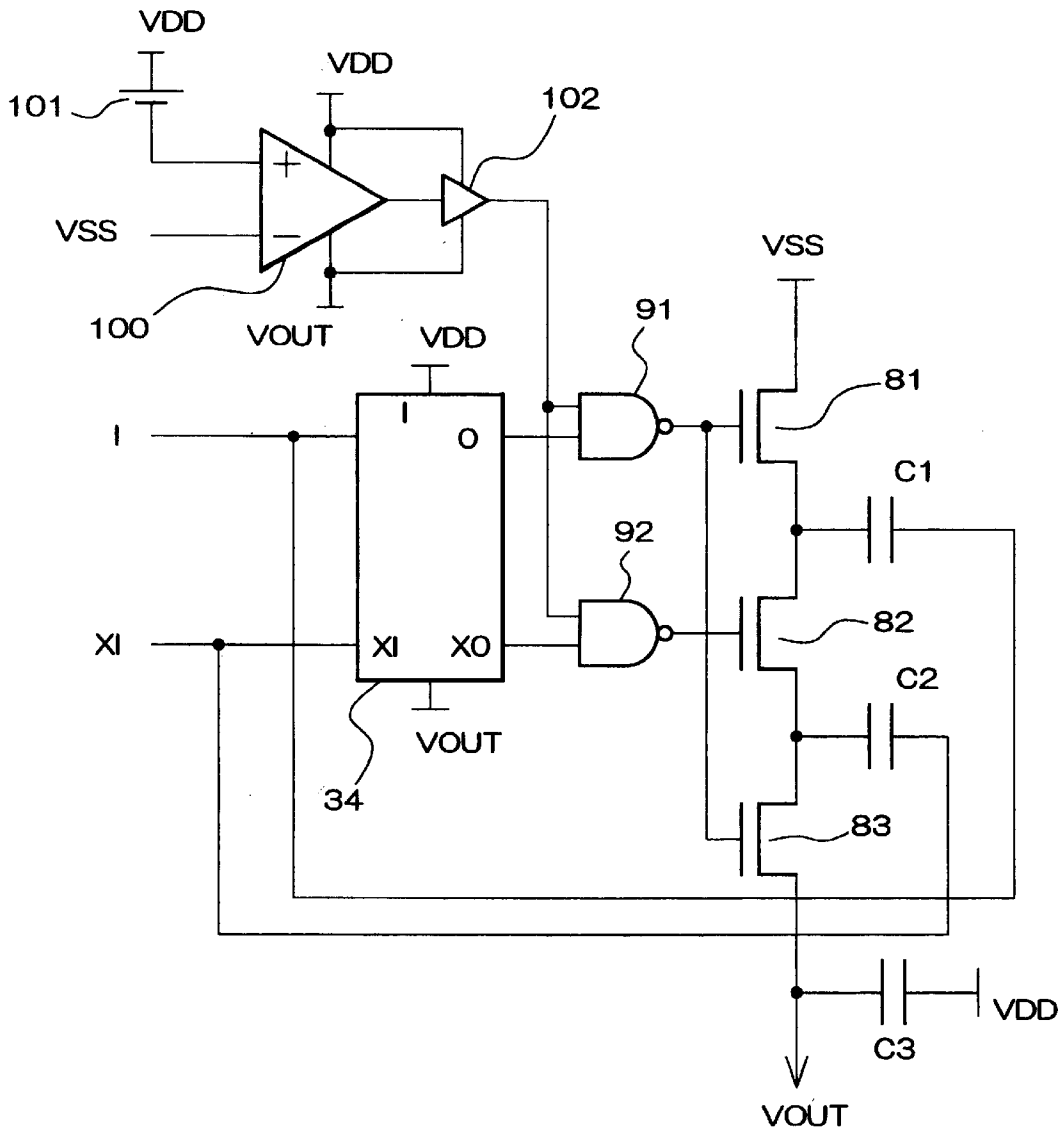 VDD
VDD
101
102
+
VSS
−
VSS
100
VOUT
VDD
91
81
I
I
O
C1
92
XI
XI
XO
82
C2
VOUT
34
83
VDD
C3
VOUT